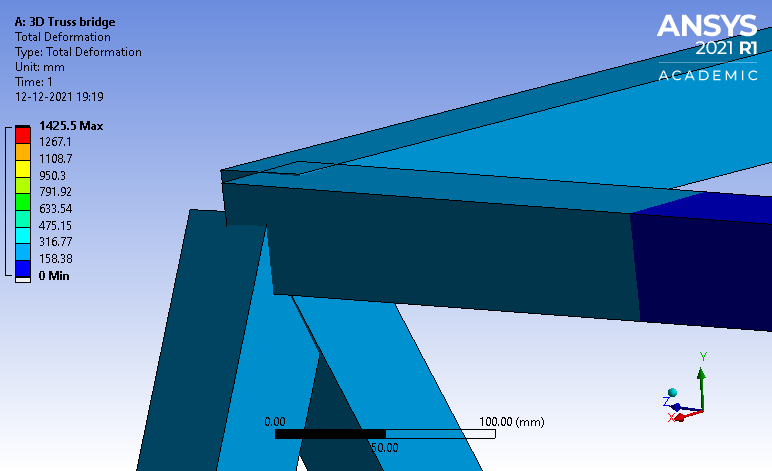 A: 3D Truss bridge
Total Deformation
Type: Total Deformation
Unit: mm
Time: 1
12-12-2021 19:19
ANSYS
2021 R1
ACADEMIC
1425.5 Max
1267.1
1108.7
950.3
791.92
633.54
475.15
316.77
158.38
0 Min
Y
Z
X
0.00
100.00 (mm)
50.00